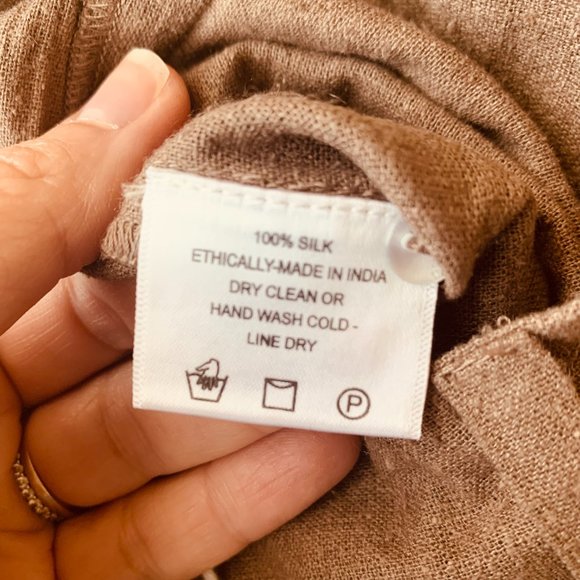 100% SILK
ETHICALLY-MADE IN INDIA
DRY CLEAN OR
HAND WASH COLD -
LINE DRY
P